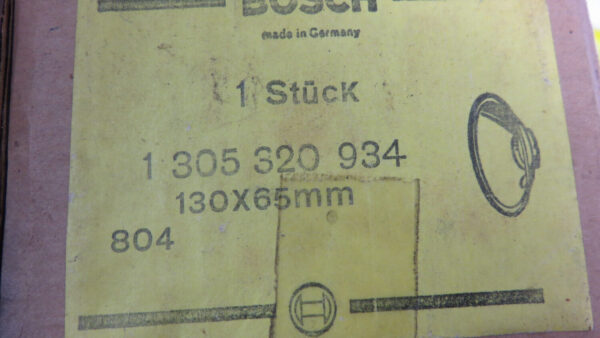 BOSCH
made in Germany
1 Stück
1 305 320 934
130X65mm
804